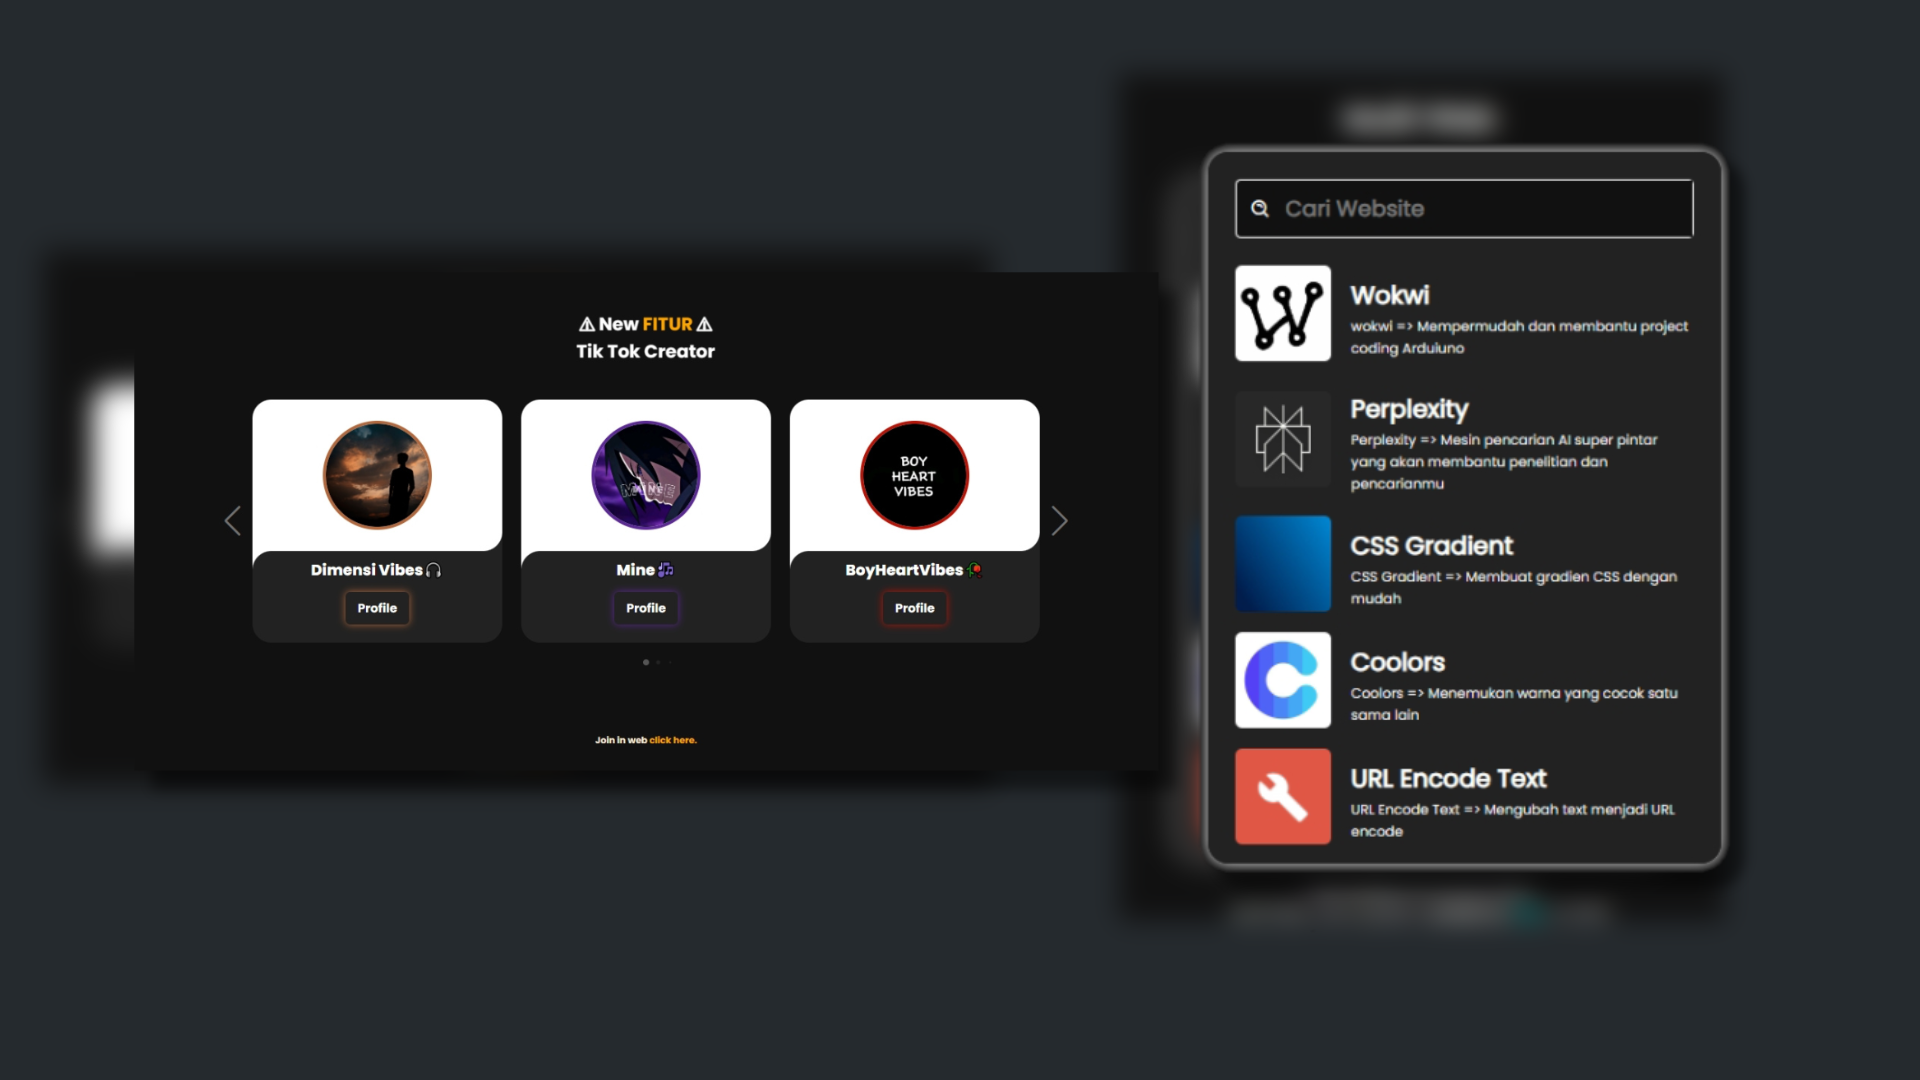 ⚠ New FITUR ⚠
Tik Tok Creator
BOY
HEART
VIBES
MINE
Dimensi Vibes🎧
Mine🎶
BoyHeartVibes🥀
Profile
Profile
Profile
Join in web click here.
Cari Website
Wokwi
wokwi => Mempermudah dan membantu project
coding Arduiuno
Perplexity
Perplexity => Mesin pencarian AI super pintar
yang akan membantu penelitian dan
pencarianmu
CSS Gradient
CSS Gradient => Membuat gradien CSS dengan
mudah
Coolors
Coolors => Menemukan warna yang cocok satu
sama lain
URL Encode Text
URL Encode Text => Mengubah text menjadi URL
encode